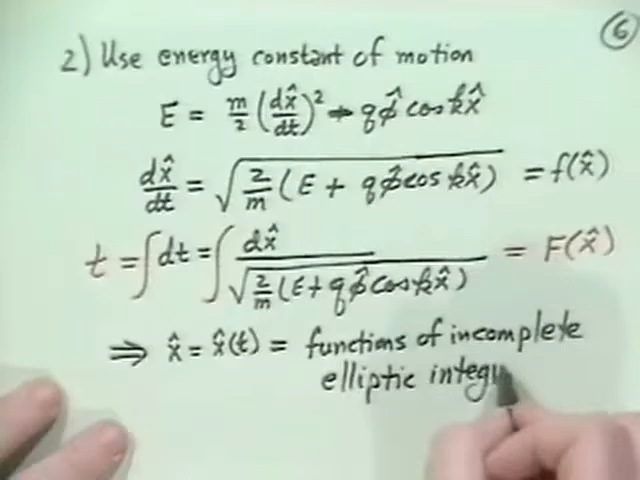 6
2) Use energy constant of motion
E = m/2 (dx̂/dt)² - qφ̂ cos kx̂
dx̂/dt = √(2/m (E + qφ̂ cos kx̂)) = f(x̂)
t = ∫dt = ∫ dx̂/√(2/m (E + qφ̂ cos kx̂)) = F(x̂)
⇒ x̂ = x̂(t) = functions of incomplete
elliptic integ